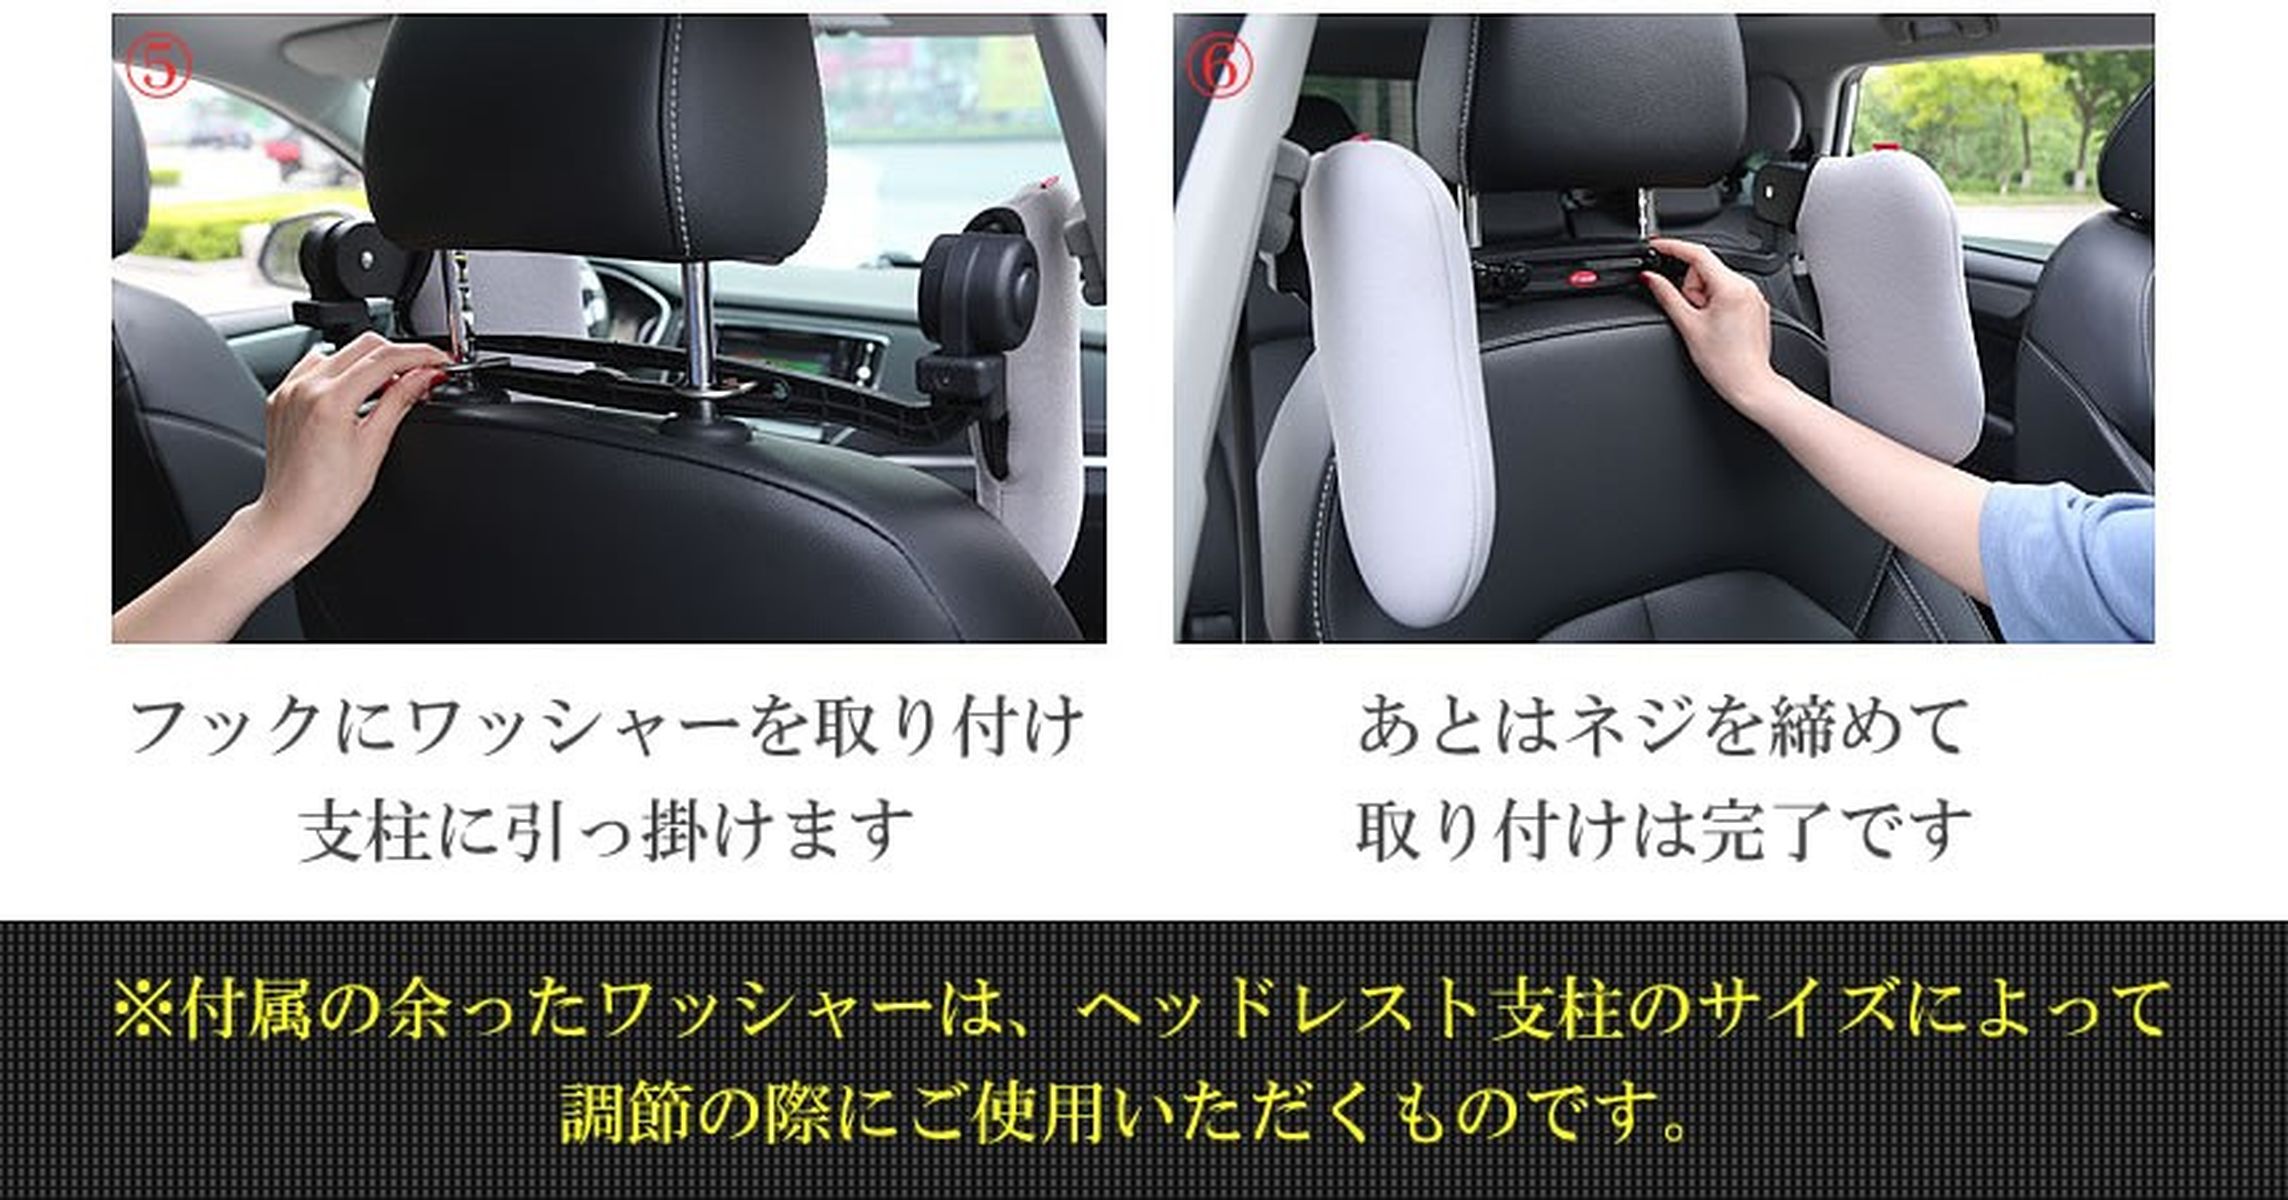 ⑤
⑥
フックにワッシャーを取り付け
支柱に引っ掛けます
あとはネジを締めて
取り付けは完了です
※付属の余ったワッシャーは、ヘッドレスト支柱のサイズによって
調節の際にご使用いただくものです。